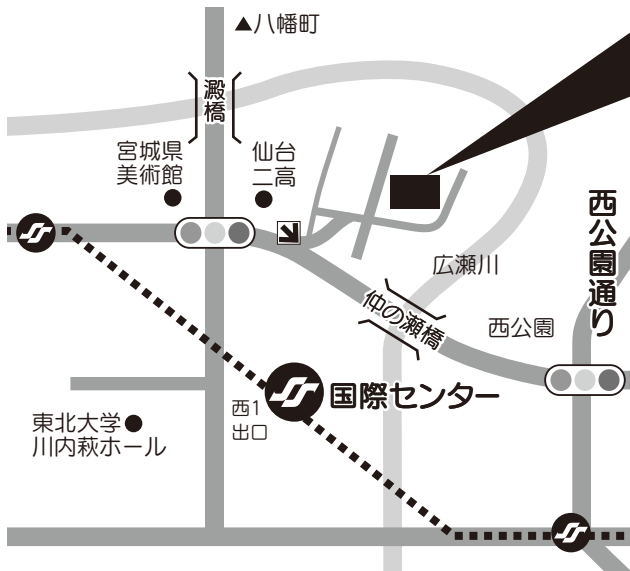 ▲八幡町
澱橋
宮城県
美術館
仙台
二高
西公園通り
広瀬川
仲の瀬橋
西公園
国際センター
西1
出口
東北大学
川内萩ホール